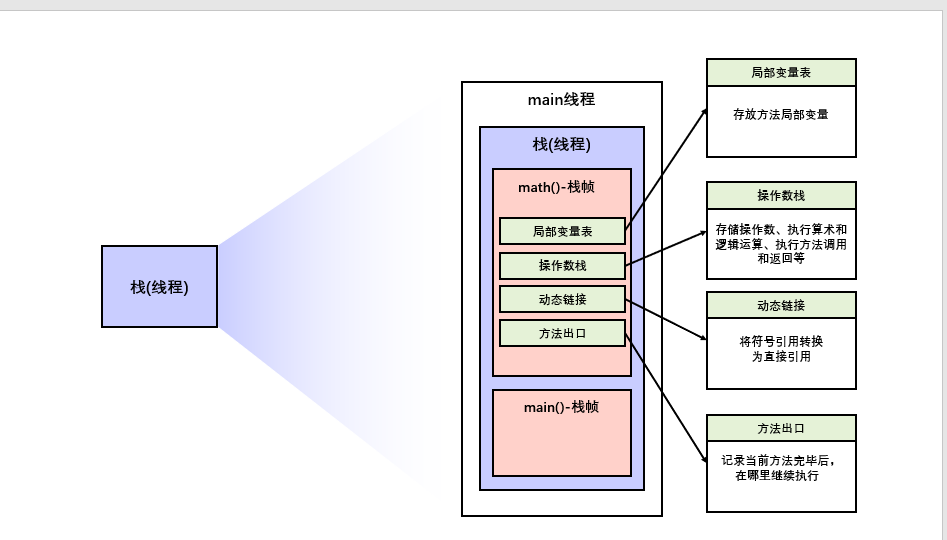 栈(线程)
main线程
栈(线程)
math()-栈帧
局部变量表
操作数栈
动态链接
方法出口
main()-栈帧
局部变量表
存放方法局部变量
操作数栈
存储操作数、执行算术和
逻辑运算、执行方法调用
和返回等
动态链接
将符号引用转换
为直接引用
方法出口
记录当前方法完毕后，
在哪里继续执行